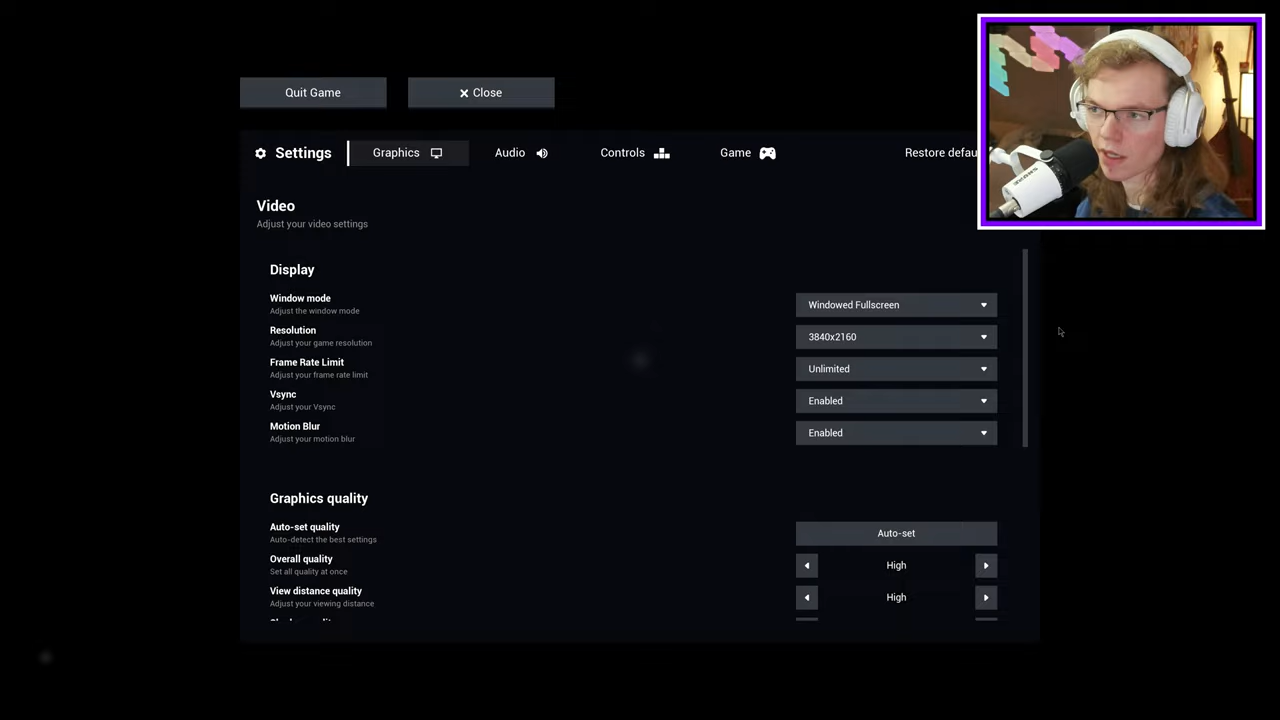 Quit Game
Close
Settings
Graphics
Audio
Controls
Game
Restore defau
Video
Adjust your video settings
Display
Window mode
Windowed Fullscreen
Adjust the window mode
Resolution
3840x2160
Adjust your game resolution
Frame Rate Limit
Unlimited
Adjust your frame rate limit
Vsync
Enabled
Adjust your Vsync
Motion Blur
Enabled
Adjust your motion blur
Graphics quality
Auto-set quality
Auto-set
Auto-detect the best settings
Overall quality
High
Set all quality at once
View distance quality
High
Adjust your viewing distance
SHURE